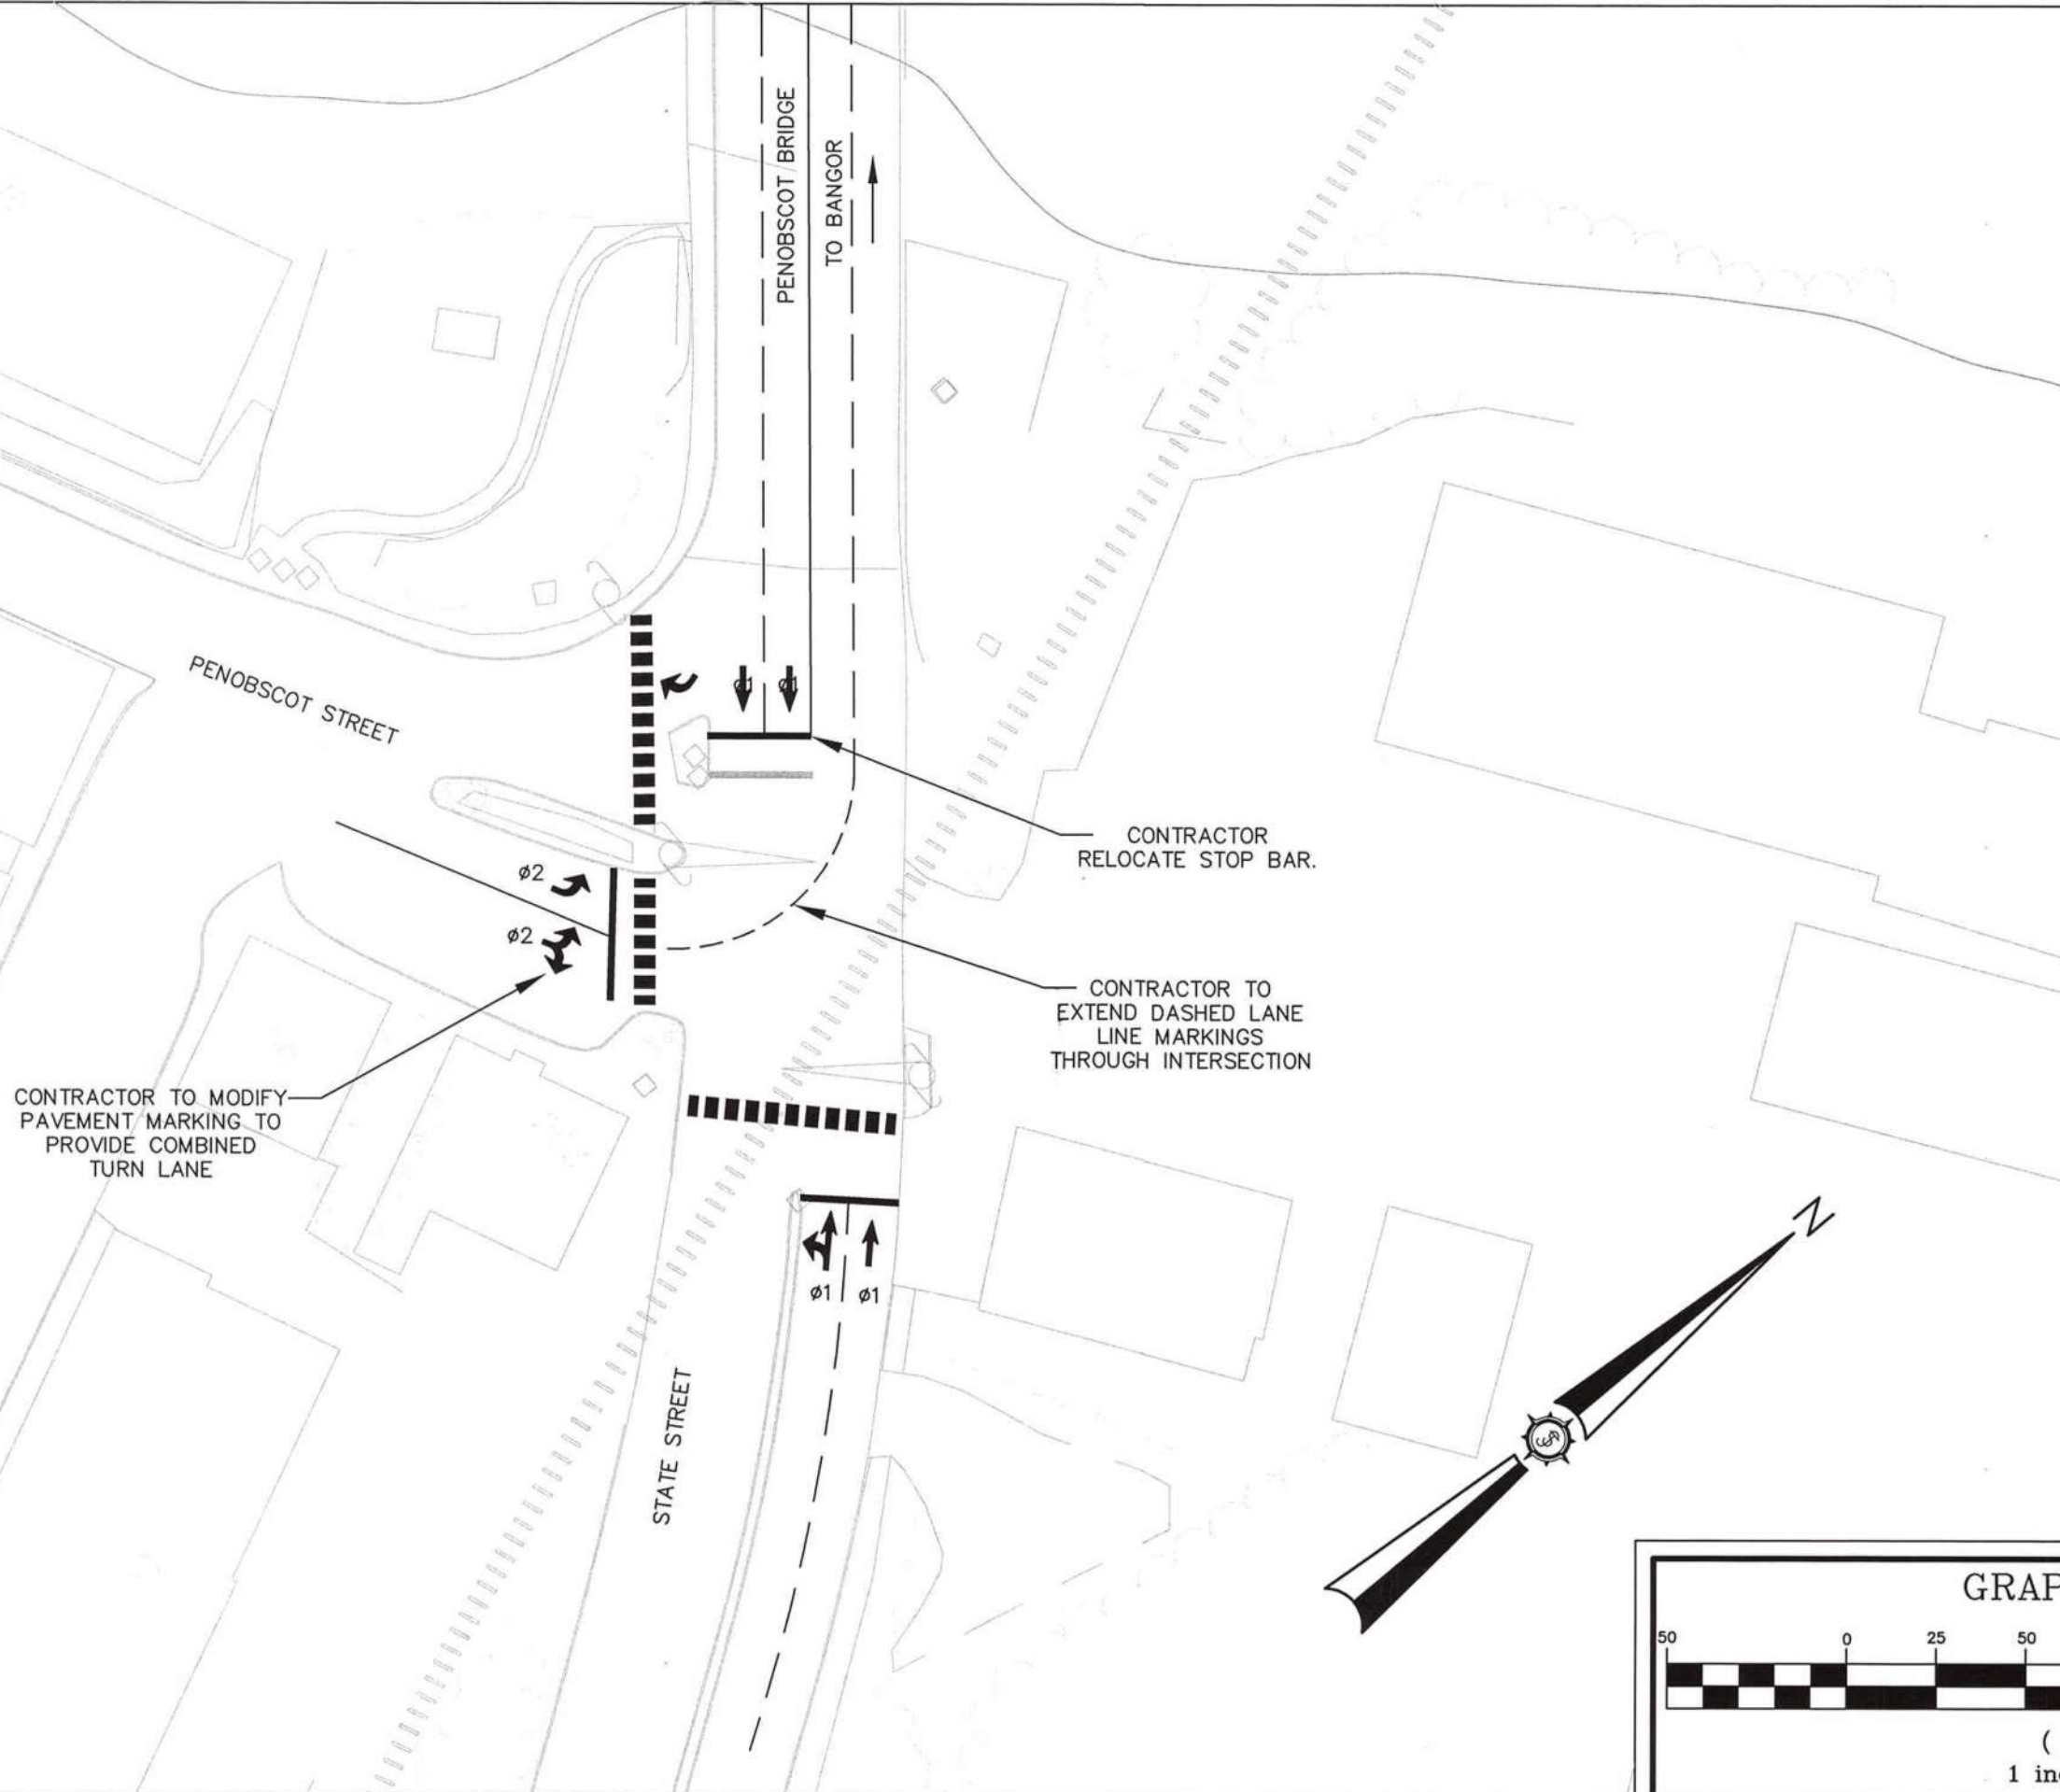 PENOBSCOT BRIDGE
TO BANGOR
PENOBSCOT STREET
ø1
ø1
CONTRACTOR
RELOCATE STOP BAR.
ø2
ø2
CONTRACTOR TO
EXTEND DASHED LANE
LINE MARKINGS
THROUGH INTERSECTION
CONTRACTOR TO MODIFY
PAVEMENT MARKING TO
PROVIDE COMBINED
TURN LANE
ø1
ø1
STATE STREET
N
GRAP
50 0 25 50
(
1 in